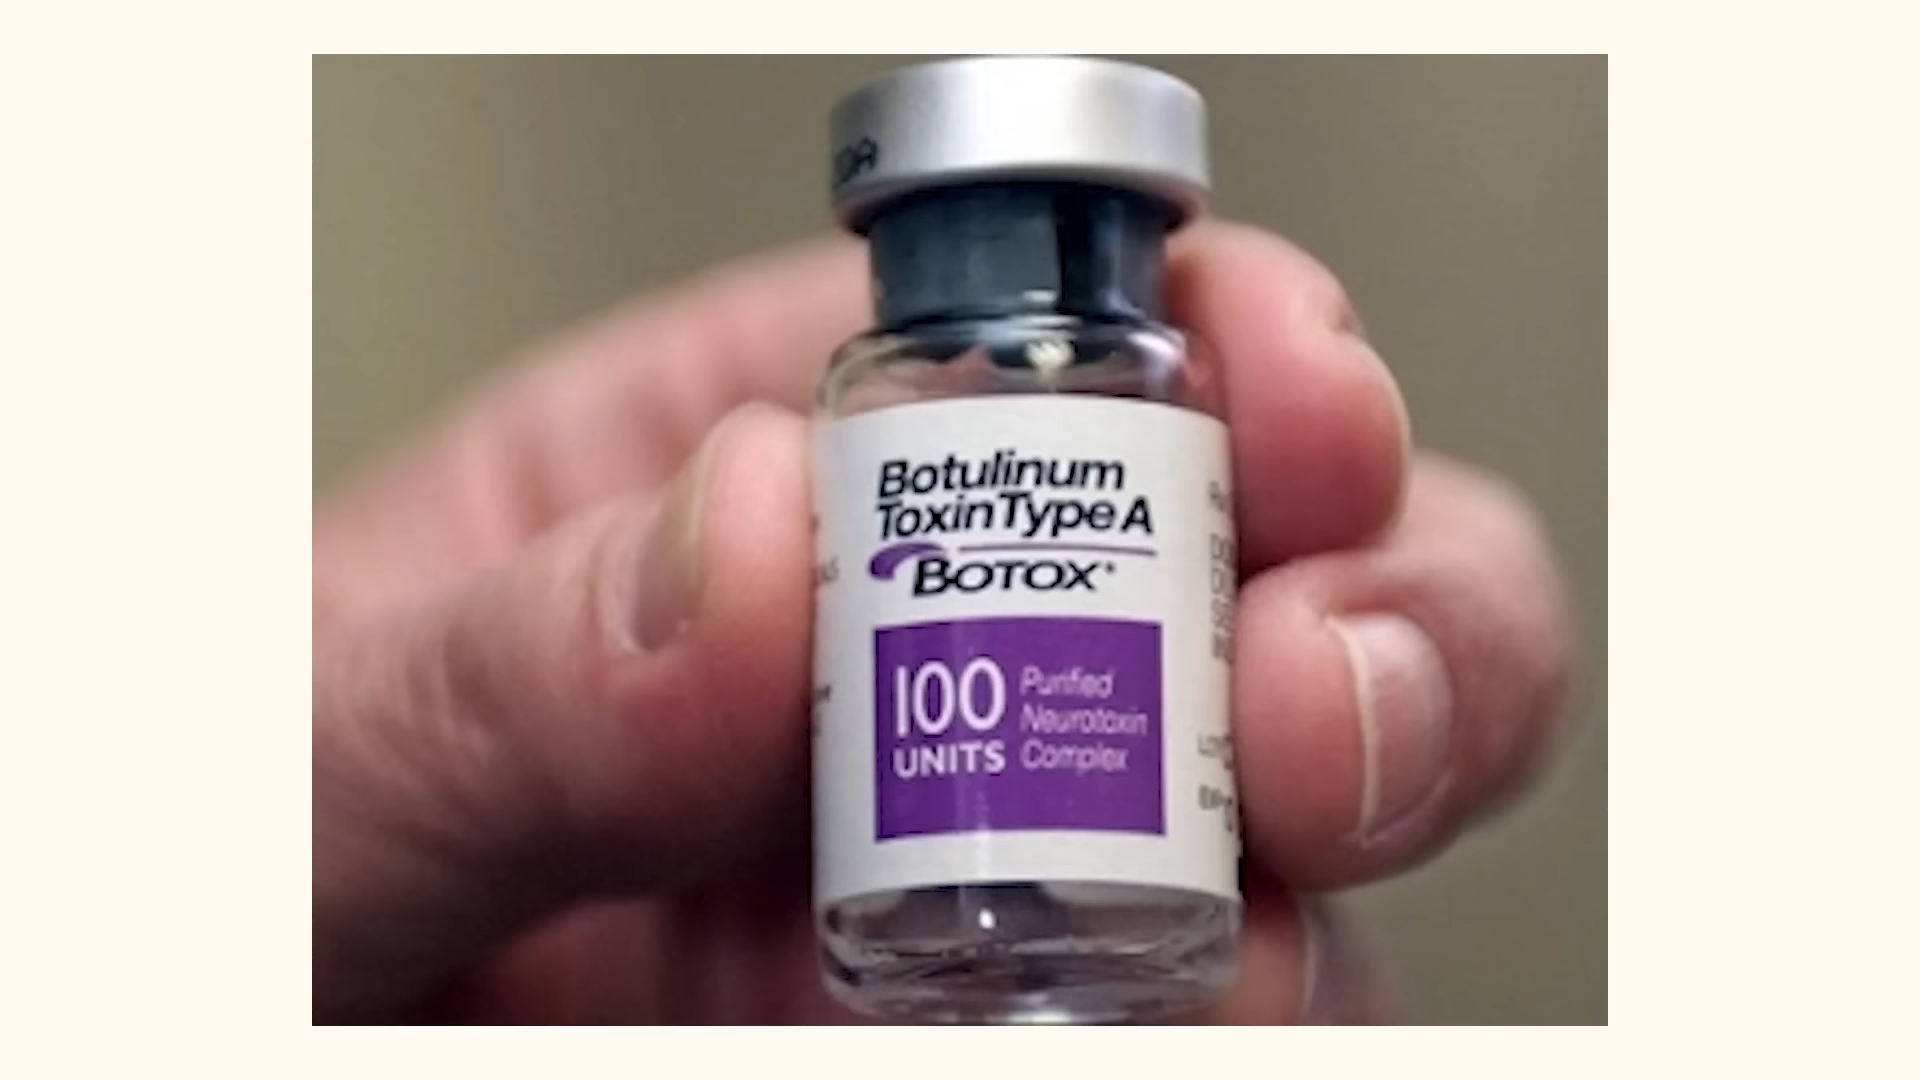 Botulinum
Toxin Type A
BOTOX
100
UNITS
Purified
Neurotoxin
Complex